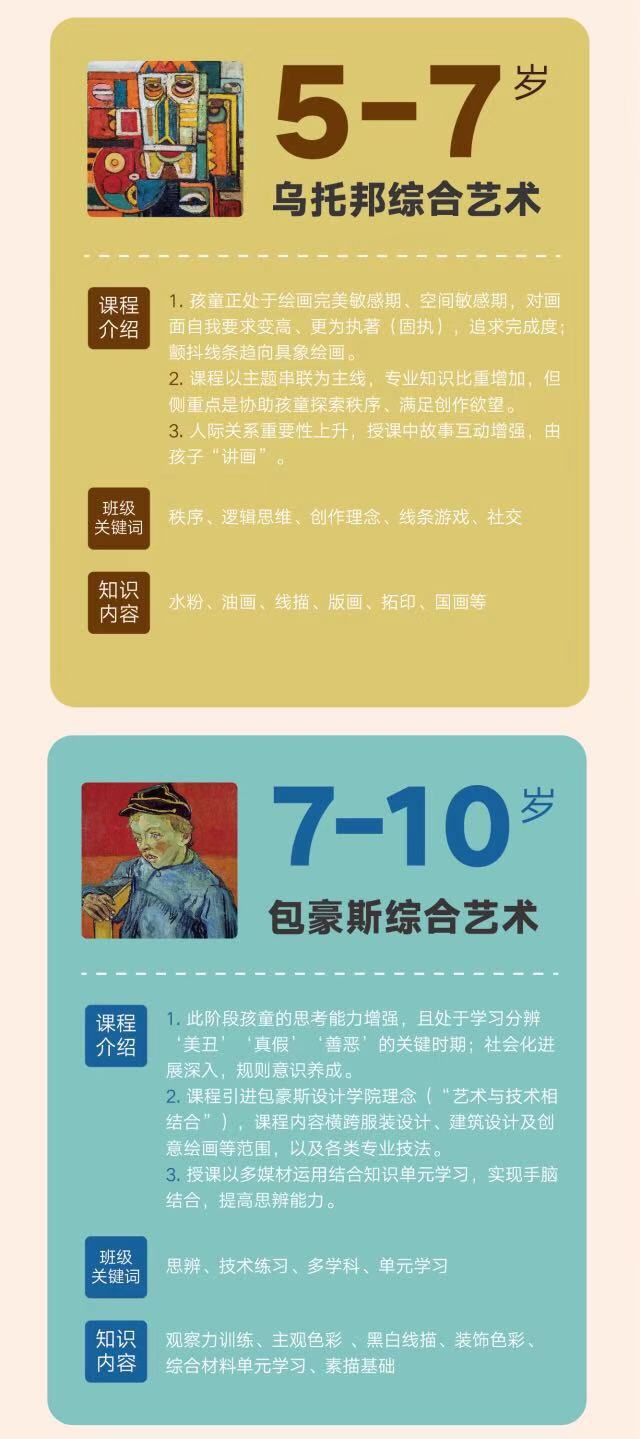 5-7岁
乌托邦综合艺术
课程
介绍
1. 孩童正处于绘画完美敏感期、空间敏感期，对画
面自我要求变高、更为执著（固执），追求完成度；
颤抖线条趋向具象绘画。
2. 课程以主题串联为主线，专业知识比重增加，但
侧重点是协助孩童探索秩序、满足创作欲望。
3. 人际关系重要性上升，授课中故事互动增强，由
孩子“讲画”。
班级
关键词
秩序、逻辑思维、创作理念、线条游戏、社交
知识
内容
水粉、油画、线描、版画、拓印、国画等
7-10岁
包豪斯综合艺术
课程
介绍
1. 此阶段孩童的思考能力增强，且处于学习分辨
‘美丑’‘真假’‘善恶’的关键时期；社会化进
展深入，规则意识养成。
2. 课程引进包豪斯设计学院理念（“艺术与技术相
结合”），课程内容横跨服装设计、建筑设计及创
意绘画等范围，以及各类专业技法。
3. 授课以多媒材运用结合知识单元学习，实现手脑
结合，提高思辨能力。
班级
关键词
思辨、技术练习、多学科、单元学习
知识
内容
观察力训练、主观色彩 、黑白线描、装饰色彩、
综合材料单元学习、素描基础